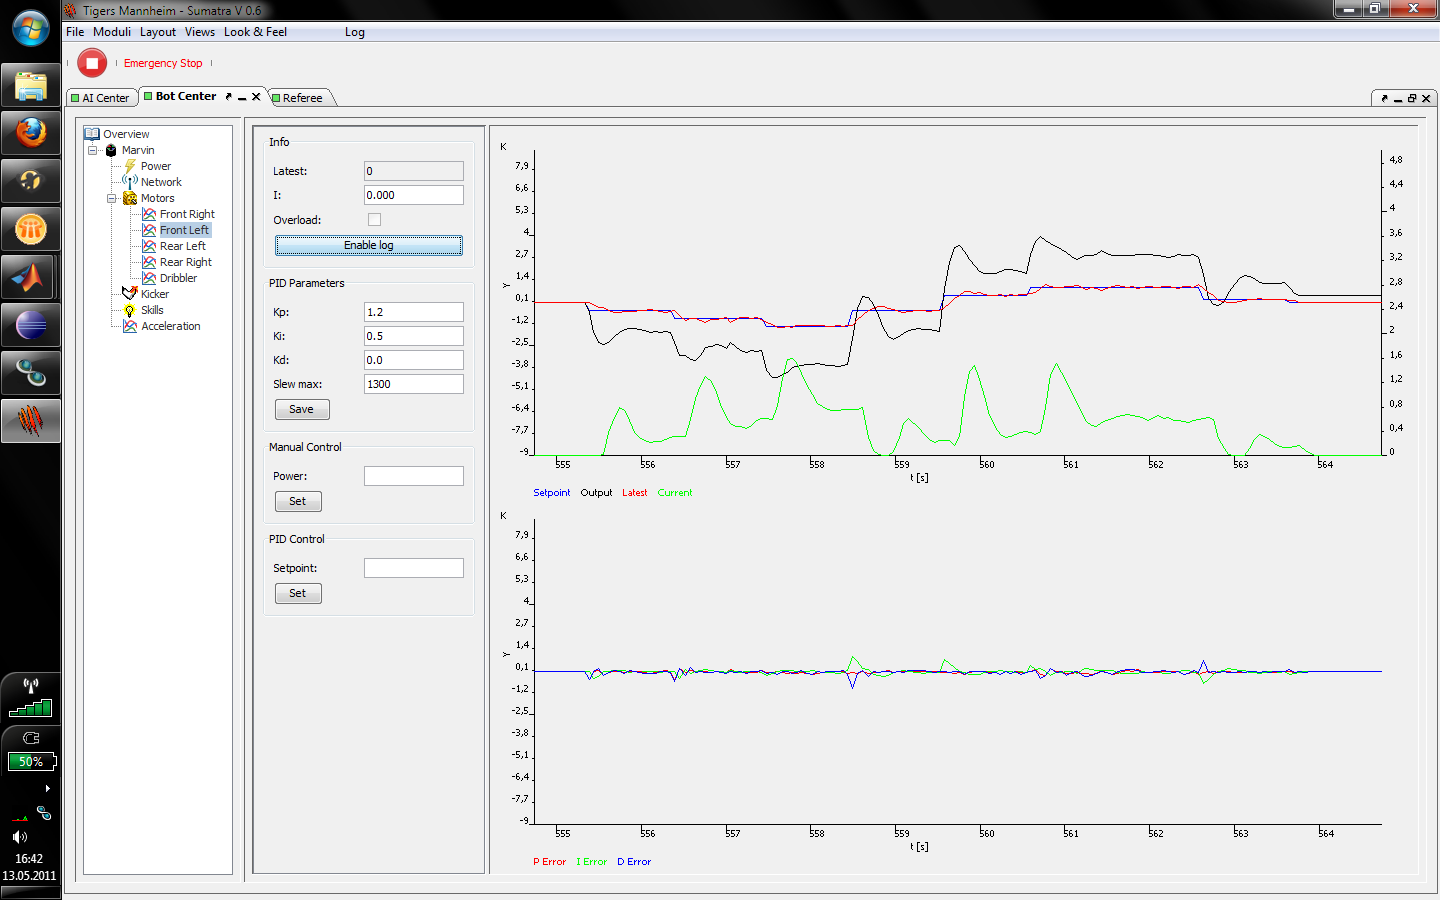 Tigers Mannheim - Sumatra V 0.6
File Moduli Layout Views Look & Feel Log
Emergency Stop
AI Center
Bot Center
Referee
Overview
Marvin
Power
Network
Motors
Front Right
Front Left
Rear Left
Rear Right
Dribbler
Kicker
Skills
Acceleration
Info
Latest: 0
I: 0.000
Overload:
Enable log
PID Parameters
Kp: 1.2
Ki: 0.5
Kd: 0.0
Slew max: 1300
Save
Manual Control
Power:
Set
PID Control
Setpoint:
Set
K
7,9
6,6
5,3
4
2,7
1,4
0,1
-1,2
-2,5
-3,8
-5,1
-6,4
-7,7
-9
Y
4,8
4,4
4
3,6
3,2
2,8
2,4
2
1,6
1,2
0,8
0,4
0
555 556 557 558 559 560 561 562 563 564
t [s]
Setpoint Output Latest Current
K
7,9
6,6
5,3
4
2,7
1,4
0,1
-1,2
-2,5
-3,8
-5,1
-6,4
-7,7
-9
Y
555 556 557 558 559 560 561 562 563 564
t [s]
P Error I Error D Error
50%
16:42
13.05.2011